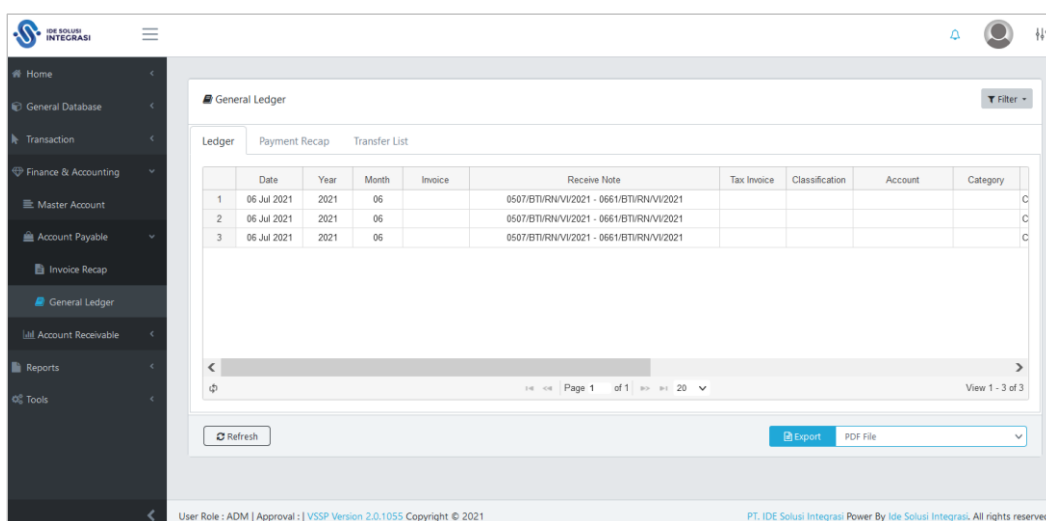 IDE SOLUSI
INTEGRASI
Home
General Database
Transaction
Finance & Accounting
Master Account
Account Payable
Invoice Recap
General Ledger
Account Receivable
Reports
Tools
General Ledger
Filter
Ledger Payment Recap Transfer List
Date Year Month Invoice Receive Note Tax Invoice Classification Account Category
1 06 Jul 2021 2021 06 0507/BTI/RN/VI/2021 - 0661/BTI/RN/VI/2021 C
2 06 Jul 2021 2021 06 0507/BTI/RN/VI/2021 - 0661/BTI/RN/VI/2021 C
3 06 Jul 2021 2021 06 0507/BTI/RN/VI/2021 - 0661/BTI/RN/VI/2021 C
Page 1 of 1 20 View 1 - 3 of 3
Refresh Export PDF File
User Role : ADM | Approval : | VSSP Version 2.0.1055 Copyright © 2021 PT. IDE Solusi Integrasi Power By Ide Solusi Integrasi. All rights reserved